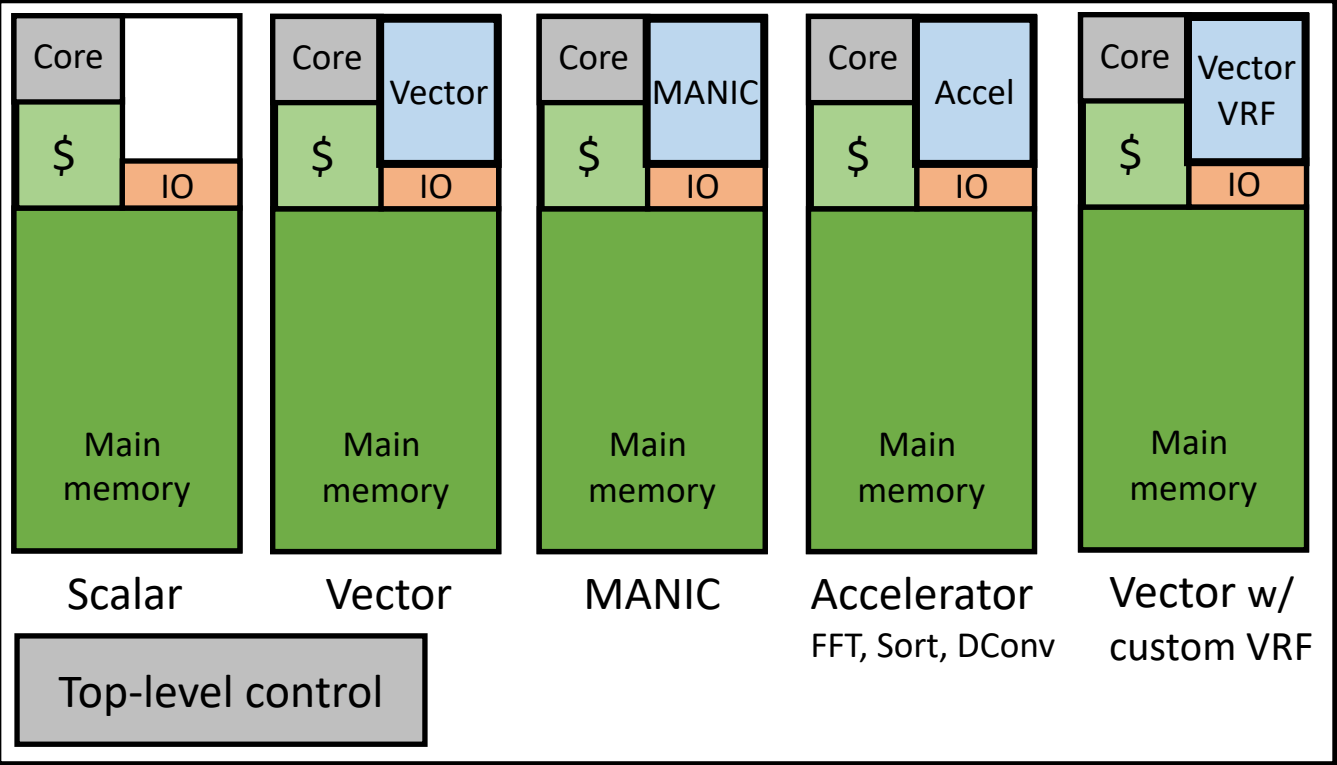 Core
$
IO
Main
memory
Scalar
Core
Vector
$
IO
Main
memory
Vector
Core
MANIC
$
IO
Main
memory
MANIC
Core
Accel
$
IO
Main
memory
Accelerator
FFT, Sort, DConv
Core
Vector
VRF
$
IO
Main
memory
Vector w/
custom VRF
Top-level control